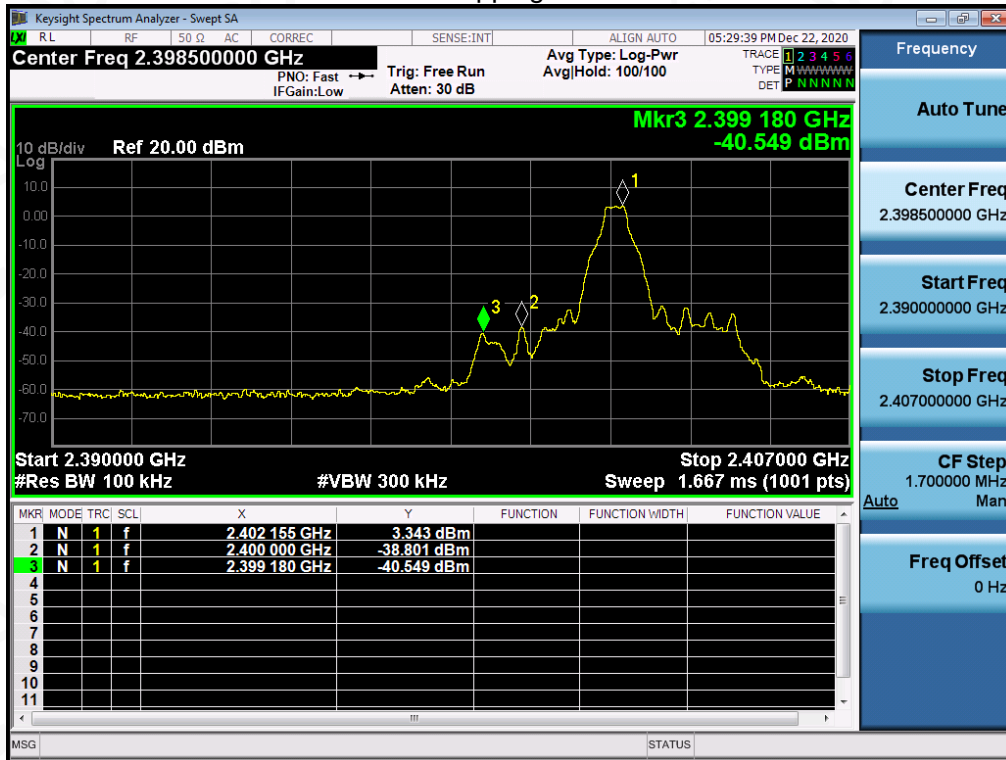 Keysight Spectrum Analyzer - Swept SA
LXI RL RF 50 Ω AC CORREC SENSE:INT ALIGN AUTO 05:29:39 PM Dec 22, 2020
Center Freq 2.398500000 GHz
PNO: Fast
IFGain:Low
Trig: Free Run
Atten: 30 dB
Avg Type: Log-Pwr
Avg|Hold: 100/100
TRACE 1 2 3 4 5 6
TYPE M WWWWW
DET P N N N N N
Mkr3 2.399 180 GHz
-40.549 dBm
10 dB/div Ref 20.00 dBm
Log
10.0
0.00
-10.0
-20.0
-30.0
-40.0
-50.0
-60.0
-70.0
1
2
3
Start 2.390000 GHz Stop 2.407000 GHz
#Res BW 100 kHz #VBW 300 kHz Sweep 1.667 ms (1001 pts)
MKR MODE TRC SCL X Y FUNCTION FUNCTION WIDTH FUNCTION VALUE
1 N 1 f 2.402 155 GHz 3.343 dBm
2 N 1 f 2.400 000 GHz -38.801 dBm
3 N 1 f 2.399 180 GHz -40.549 dBm
4
5
6
7
8
9
10
11
MSG STATUS
Frequency
Auto Tune
Center Freq
2.398500000 GHz
Start Freq
2.390000000 GHz
Stop Freq
2.407000000 GHz
CF Step
1.700000 MHz
Auto Man
Freq Offset
0 Hz